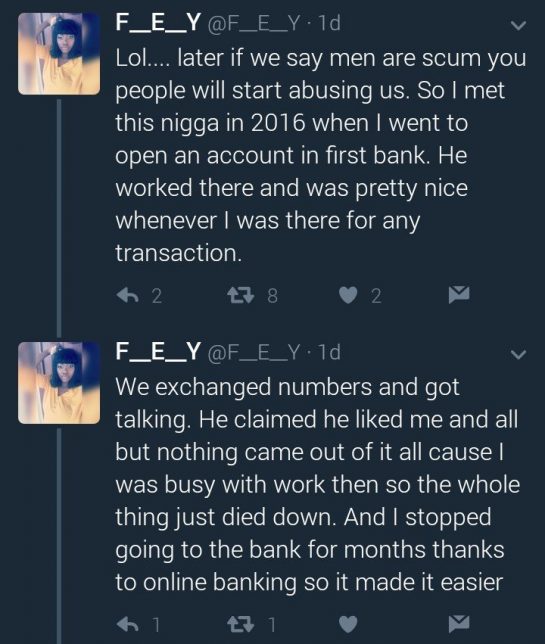 F__E__Y @F__E__Y · 1d
Lol.... later if we say men are scum you
people will start abusing us. So I met
this nigga in 2016 when I went to
open an account in first bank. He
worked there and was pretty nice
whenever I was there for any
transaction.
2 8 2
F__E__Y @F__E__Y · 1d
We exchanged numbers and got
talking. He claimed he liked me and all
but nothing came out of it all cause I
was busy with work then so the whole
thing just died down. And I stopped
going to the bank for months thanks
to online banking so it made it easier
1 1